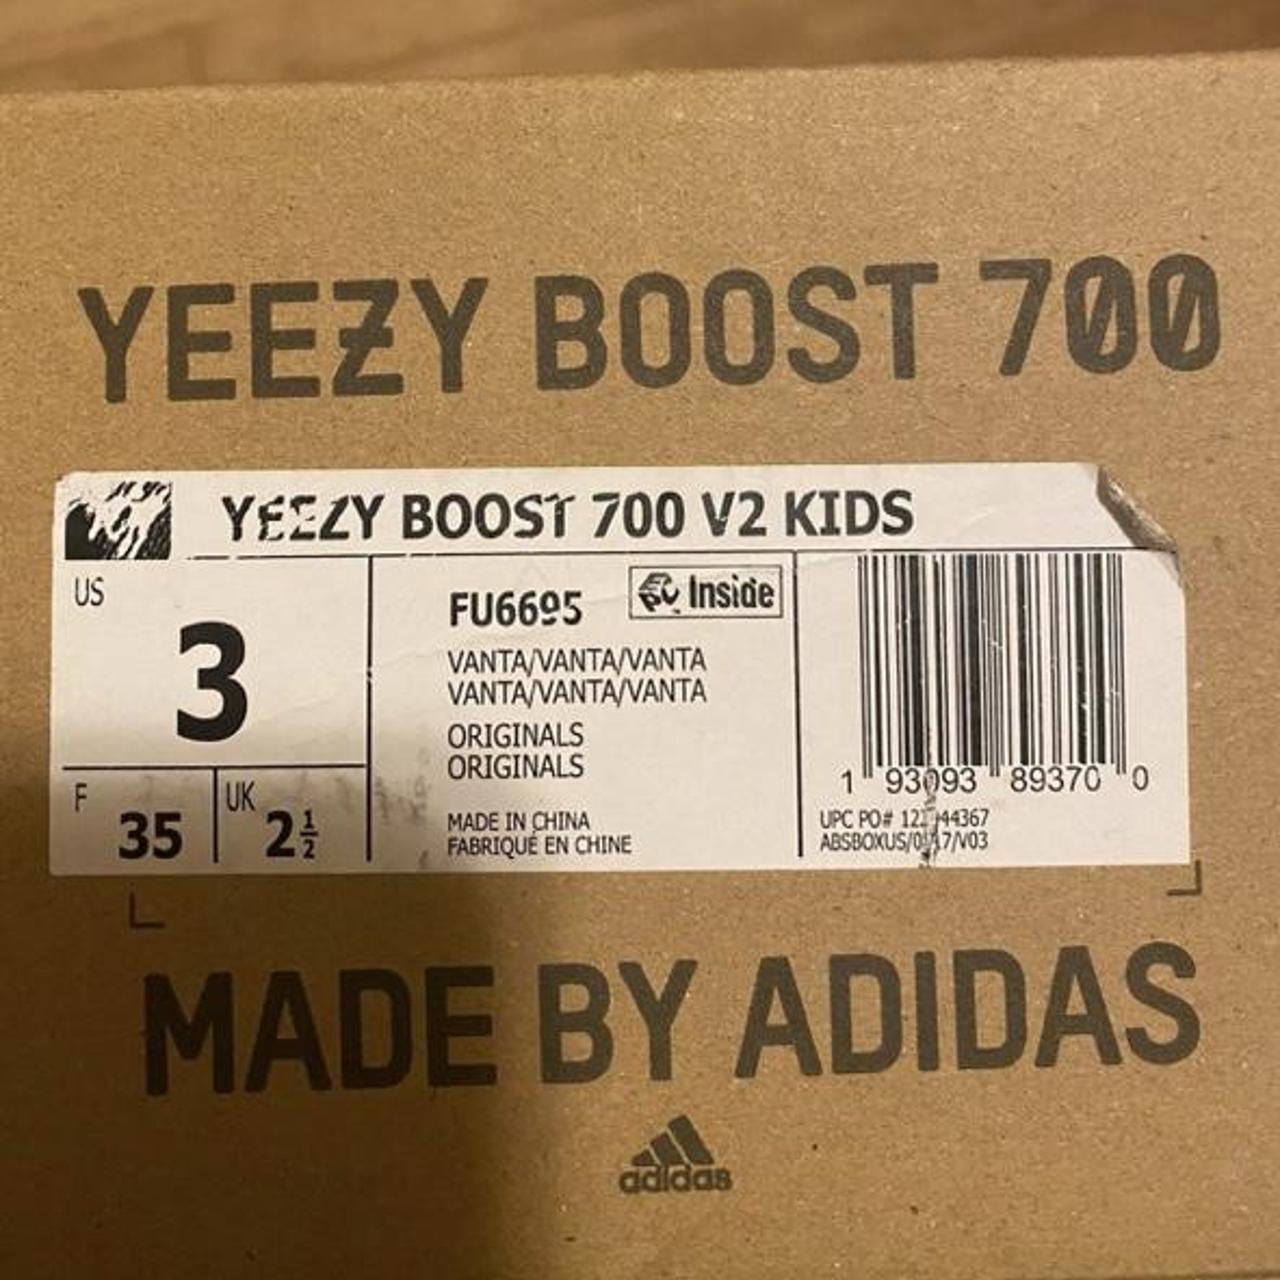 YEEZY BOOST 700
YEEZY BOOST 700 V2 KIDS
US
3
F
35
UK
2 1/2
FU6695
Inside
VANTA/VANTA/VANTA
VANTA/VANTA/VANTA
ORIGINALS
ORIGINALS
MADE IN CHINA
FABRIQUÉ EN CHINE
1 93093 89370 0
UPC PO#
MADE BY ADIDAS
adidas